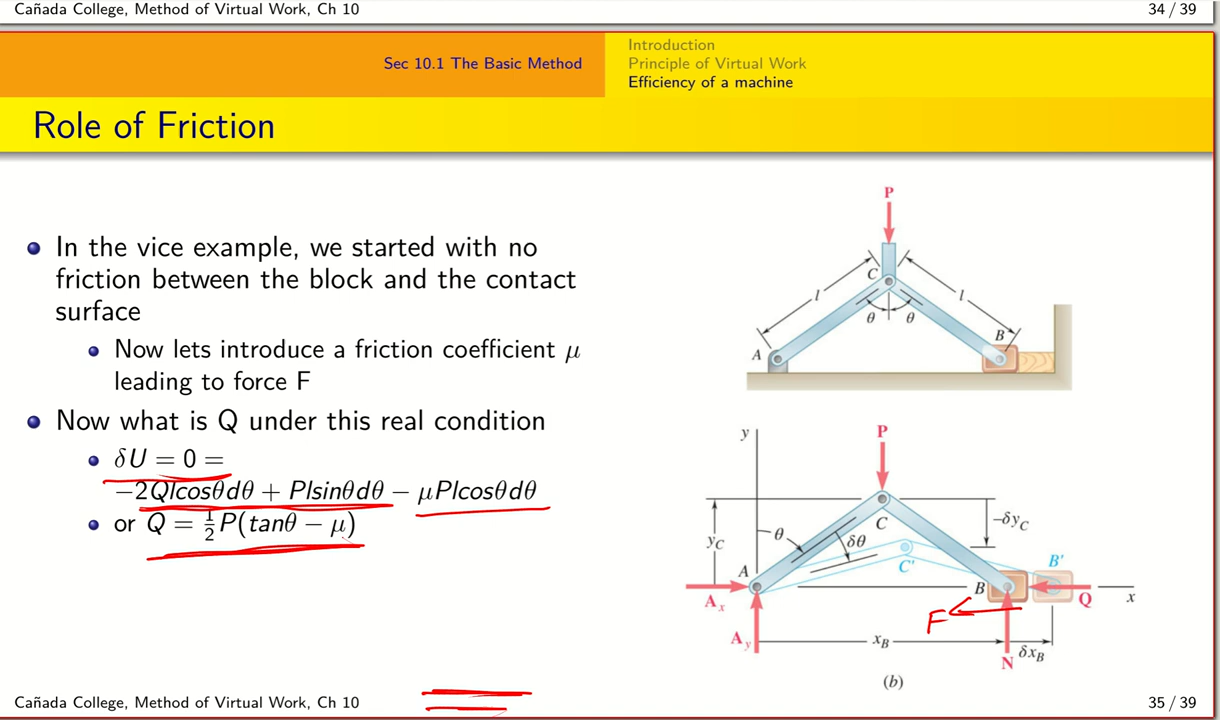 Cañada College, Method of Virtual Work, Ch 10
34 / 39
Sec 10.1 The Basic Method
Introduction
Principle of Virtual Work
Efficiency of a machine
Role of Friction
In the vice example, we started with no
friction between the block and the contact
surface
Now lets introduce a friction coefficient μ
leading to force F
Now what is Q under this real condition
δU = 0 =
−2Qlcosθdθ + Plsinθdθ − μPlcosθdθ
or Q = ½P(tanθ − μ)
P
C
l
l
θ
θ
A
B
y
P
C
−δy_C
y_C
θ
δθ
C'
A
B
B'
A_x
Q
x
F
A_y
x_B
N
δx_B
(b)
Cañada College, Method of Virtual Work, Ch 10
35 / 39